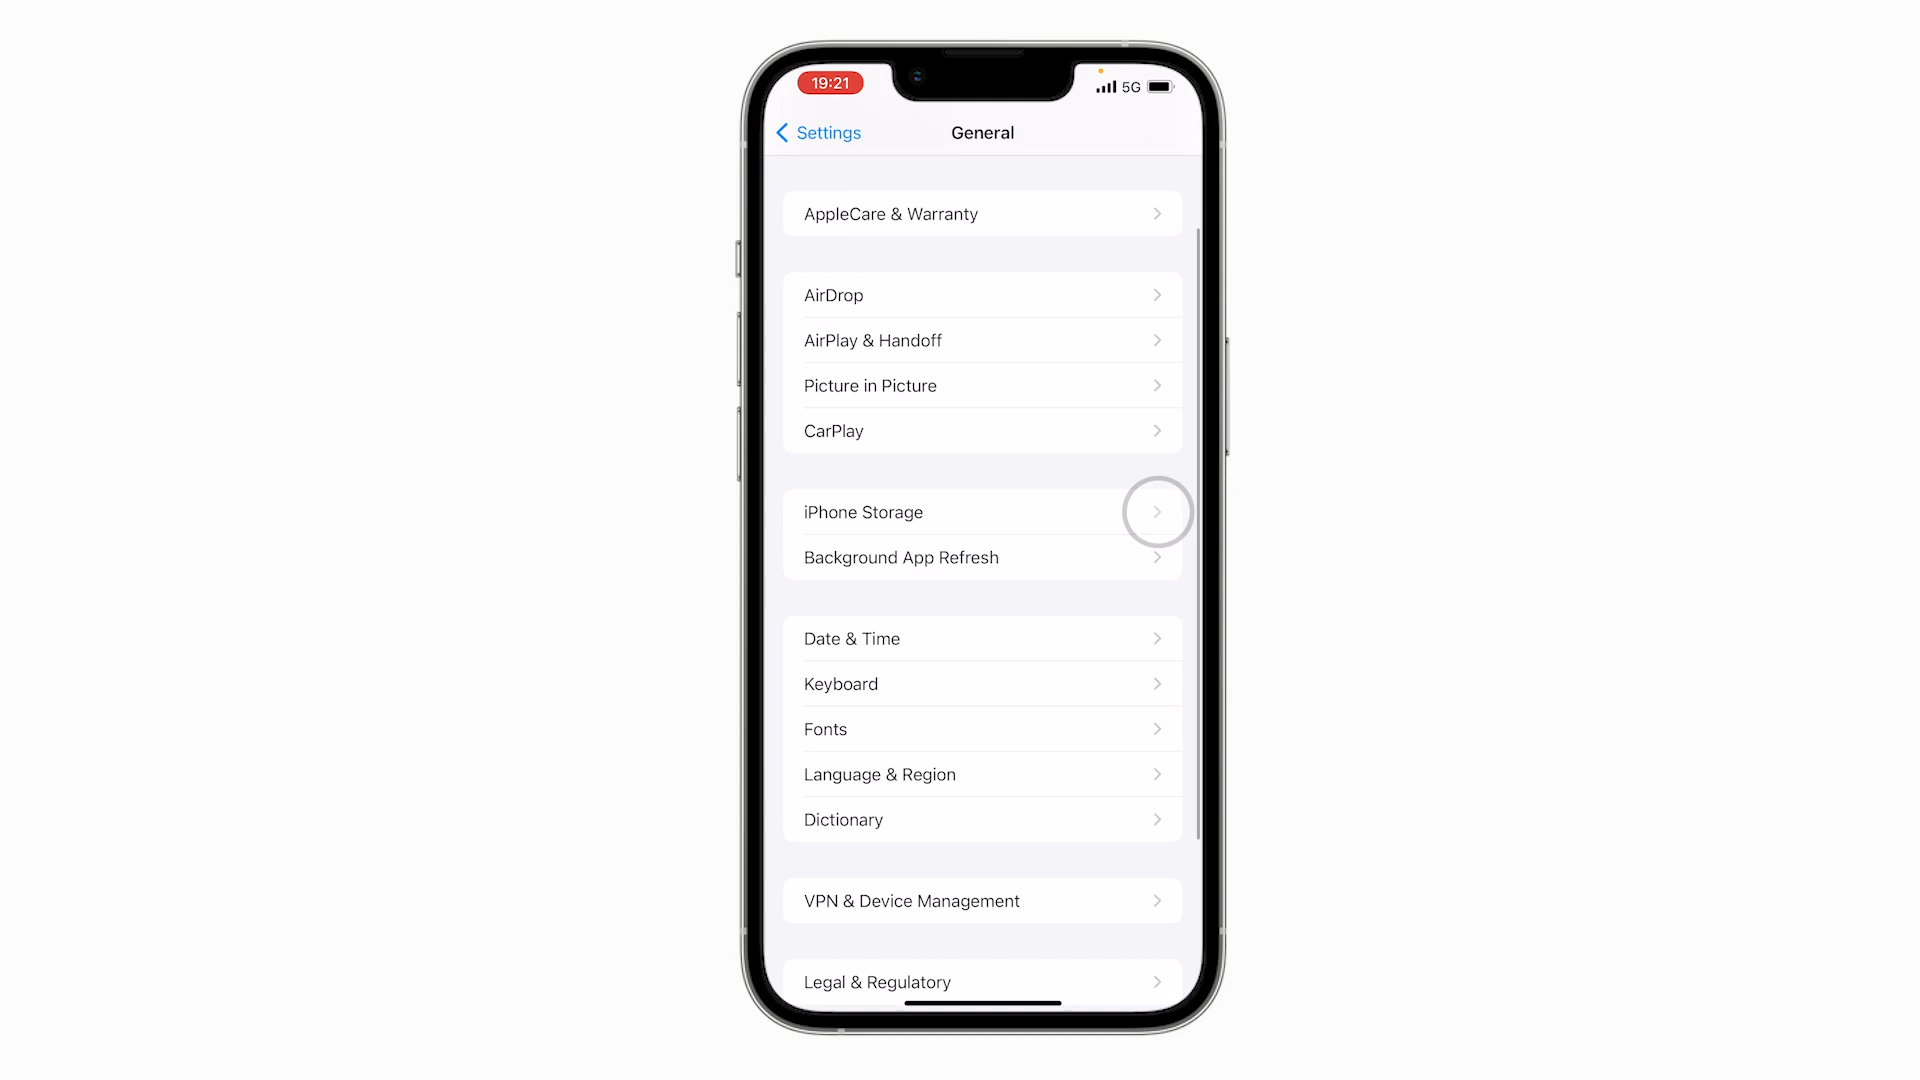 19:21
5G
Settings
General
AppleCare & Warranty
AirDrop
AirPlay & Handoff
Picture in Picture
CarPlay
iPhone Storage
Background App Refresh
Date & Time
Keyboard
Fonts
Language & Region
Dictionary
VPN & Device Management
Legal & Regulatory